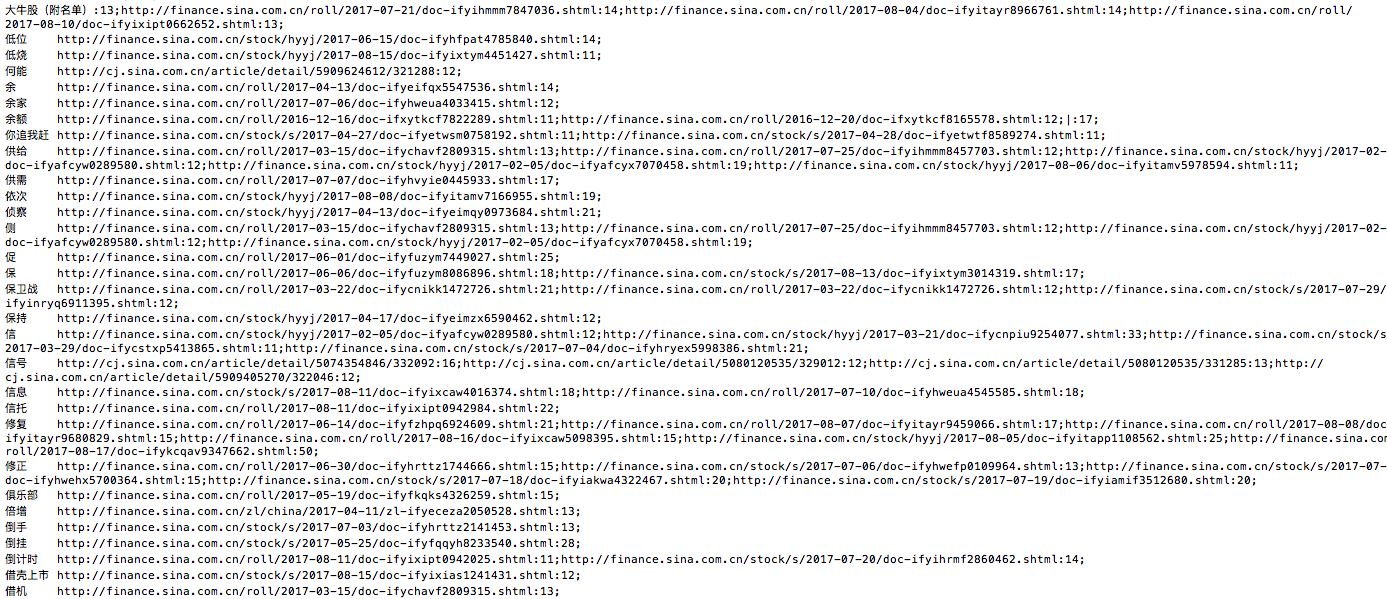 大牛股（附名单）:13;http://finance.sina.com.cn/roll/2017-07-21/doc-ifyihmmm7847036.shtml:14;http://finance.sina.com.cn/roll/2017-08-04/doc-ifyitayr8966761.shtml:14;http://finance.sina.com.cn/roll/
2017-08-10/doc-ifyixipt0662652.shtml:13;
低位 http://finance.sina.com.cn/stock/hyyj/2017-06-15/doc-ifyhfpat4785840.shtml:14;
低烧 http://finance.sina.com.cn/stock/hyyj/2017-08-15/doc-ifyixtym4451427.shtml:11;
何能 http://cj.sina.com.cn/article/detail/5909624612/321288:12;
余 http://finance.sina.com.cn/roll/2017-04-13/doc-ifyeifqx5547536.shtml:14;
余家 http://finance.sina.com.cn/roll/2017-07-06/doc-ifyhweua4033415.shtml:12;
余额 http://finance.sina.com.cn/roll/2016-12-16/doc-ifxytkcf7822289.shtml:11;http://finance.sina.com.cn/roll/2016-12-20/doc-ifxytkcf8165578.shtml:12;|:17;
你追我赶 http://finance.sina.com.cn/stock/s/2017-04-27/doc-ifyetwsm0758192.shtml:11;http://finance.sina.com.cn/stock/s/2017-04-28/doc-ifyetwtf8589274.shtml:11;
供给 http://finance.sina.com.cn/roll/2017-03-15/doc-ifychavf2809315.shtml:13;http://finance.sina.com.cn/roll/2017-07-25/doc-ifyihmmm8457703.shtml:12;http://finance.sina.com.cn/stock/hyyj/2017-02-
doc-ifyafcyw0289580.shtml:12;http://finance.sina.com.cn/stock/hyyj/2017-02-05/doc-ifyafcyx7070458.shtml:19;http://finance.sina.com.cn/stock/hyyj/2017-08-06/doc-ifyitamv5978594.shtml:11;
供需 http://finance.sina.com.cn/roll/2017-07-07/doc-ifyhvyie0445933.shtml:17;
依次 http://finance.sina.com.cn/stock/hyyj/2017-08-08/doc-ifyitamv7166955.shtml:19;
侦察 http://finance.sina.com.cn/stock/hyyj/2017-04-13/doc-ifyeimqy0973684.shtml:21;
侧 http://finance.sina.com.cn/roll/2017-03-15/doc-ifychavf2809315.shtml:13;http://finance.sina.com.cn/roll/2017-07-25/doc-ifyihmmm8457703.shtml:12;http://finance.sina.com.cn/stock/hyyj/2017-02-
doc-ifyafcyw0289580.shtml:12;http://finance.sina.com.cn/stock/hyyj/2017-02-05/doc-ifyafcyx7070458.shtml:19;
促 http://finance.sina.com.cn/roll/2017-06-01/doc-ifyfuzym7449027.shtml:25;
保 http://finance.sina.com.cn/roll/2017-06-06/doc-ifyfuzym8086896.shtml:18;http://finance.sina.com.cn/stock/s/2017-08-13/doc-ifyixtym3014319.shtml:17;
保卫战 http://finance.sina.com.cn/roll/2017-03-22/doc-ifycnikk1472726.shtml:21;http://finance.sina.com.cn/roll/2017-03-22/doc-ifycnikk1472726.shtml:12;http://finance.sina.com.cn/stock/s/2017-07-29/
ifyinryq6911395.shtml:12;
保持 http://finance.sina.com.cn/stock/hyyj/2017-04-17/doc-ifyeimzx6590462.shtml:12;
信 http://finance.sina.com.cn/stock/hyyj/2017-02-05/doc-ifyafcyw0289580.shtml:12;http://finance.sina.com.cn/stock/hyyj/2017-03-21/doc-ifycnpiu9254077.shtml:33;http://finance.sina.com.cn/stock/s
2017-03-29/doc-ifycstxp5413865.shtml:11;http://finance.sina.com.cn/stock/s/2017-07-04/doc-ifyhryex5998386.shtml:21;
信号 http://cj.sina.com.cn/article/detail/5074354846/332092:16;http://cj.sina.com.cn/article/detail/5080120535/329012:12;http://cj.sina.com.cn/article/detail/5080120535/331285:13;http://
cj.sina.com.cn/article/detail/5909405270/322046:12;
信息 http://finance.sina.com.cn/stock/s/2017-08-11/doc-ifyixcaw4016374.shtml:18;http://finance.sina.com.cn/roll/2017-07-10/doc-ifyhweua4545585.shtml:18;
信托 http://finance.sina.com.cn/roll/2017-08-11/doc-ifyixipt0942984.shtml:22;
修复 http://finance.sina.com.cn/roll/2017-06-14/doc-ifyfzhpq6924609.shtml:21;http://finance.sina.com.cn/roll/2017-08-07/doc-ifyitayr9459066.shtml:17;http://finance.sina.com.cn/roll/2017-08-08/doc
ifyitayr9680829.shtml:15;http://finance.sina.com.cn/roll/2017-08-16/doc-ifyixcaw5098395.shtml:15;http://finance.sina.com.cn/stock/hyyj/2017-08-05/doc-ifyitapp1108562.shtml:25;http://finance.sina.com
roll/2017-08-17/doc-ifykcqav9347662.shtml:50;
修正 http://finance.sina.com.cn/roll/2017-06-30/doc-ifyhrttz1744666.shtml:15;http://finance.sina.com.cn/stock/s/2017-07-06/doc-ifyhwefp0109964.shtml:13;http://finance.sina.com.cn/stock/s/2017-07-
doc-ifyhwehx5700364.shtml:15;http://finance.sina.com.cn/stock/s/2017-07-18/doc-ifyiakwa4322467.shtml:20;http://finance.sina.com.cn/stock/s/2017-07-19/doc-ifyiamif3512680.shtml:20;
俱乐部 http://finance.sina.com.cn/roll/2017-05-19/doc-ifyfkqks4326259.shtml:15;
倍增 http://finance.sina.com.cn/zl/china/2017-04-11/zl-ifyeceza2050528.shtml:13;
倒手 http://finance.sina.com.cn/stock/s/2017-07-03/doc-ifyhrttz2141453.shtml:13;
倒挂 http://finance.sina.com.cn/stock/s/2017-05-25/doc-ifyfqqyh8233540.shtml:28;
倒计时 http://finance.sina.com.cn/roll/2017-08-11/doc-ifyixipt0942025.shtml:11;http://finance.sina.com.cn/stock/s/2017-07-20/doc-ifyihrmf2860462.shtml:14;
借壳上市 http://finance.sina.com.cn/stock/s/2017-08-15/doc-ifyixias1241431.shtml:12;
借机 http://finance.sina.com.cn/roll/2017-03-15/doc-ifychavf2809315.shtml:13;